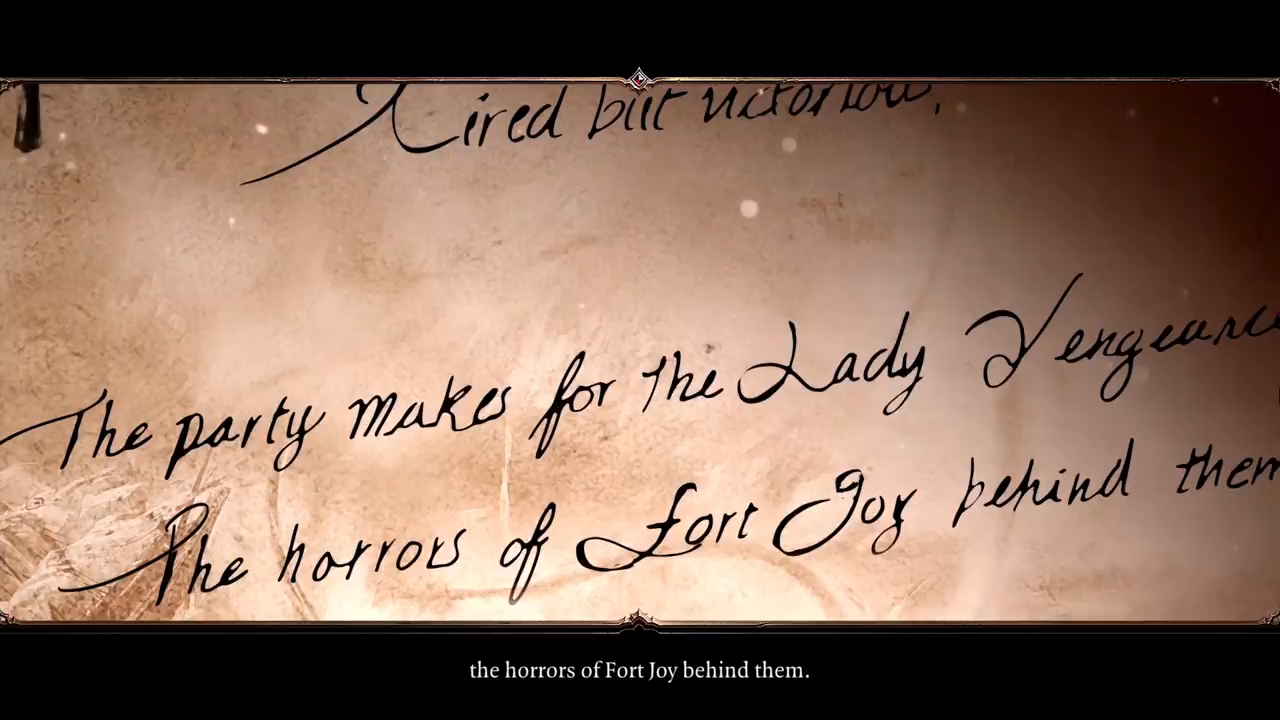 Tired but victorious,
The party makes for the Lady Vengeance
The horrors of Fort Joy behind them
the horrors of Fort Joy behind them.